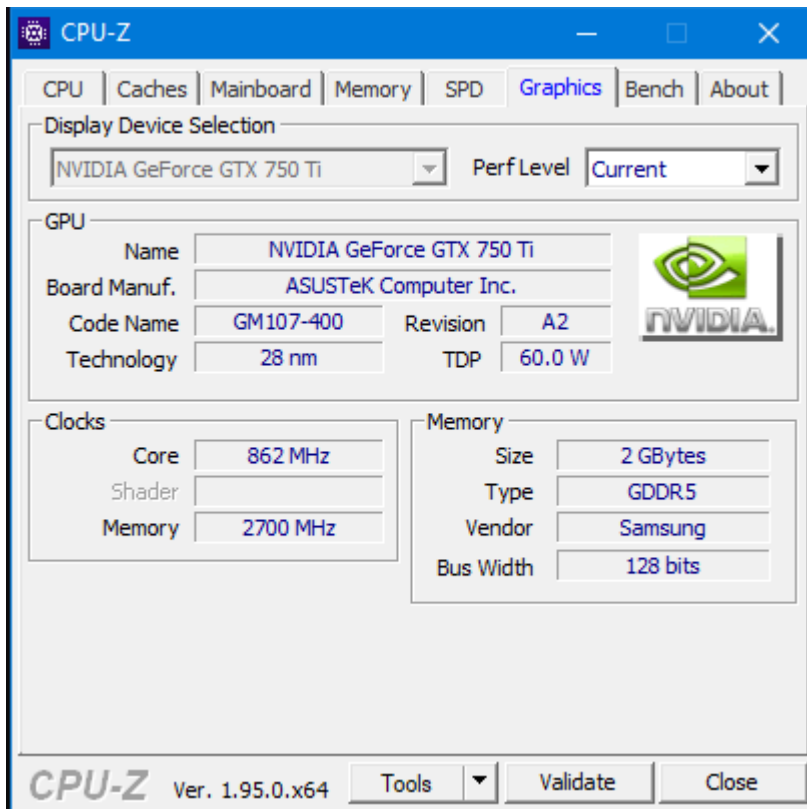 CPU-Z
CPU Caches Mainboard Memory SPD Graphics Bench About
Display Device Selection
NVIDIA GeForce GTX 750 Ti Perf Level Current
GPU
Name NVIDIA GeForce GTX 750 Ti
Board Manuf. ASUSTeK Computer Inc.
Code Name GM107-400 Revision A2
Technology 28 nm TDP 60.0 W
NVIDIA.
Clocks
Core 862 MHz
Shader
Memory 2700 MHz
Memory
Size 2 GBytes
Type GDDR5
Vendor Samsung
Bus Width 128 bits
CPU-Z Ver. 1.95.0.x64 Tools Validate Close